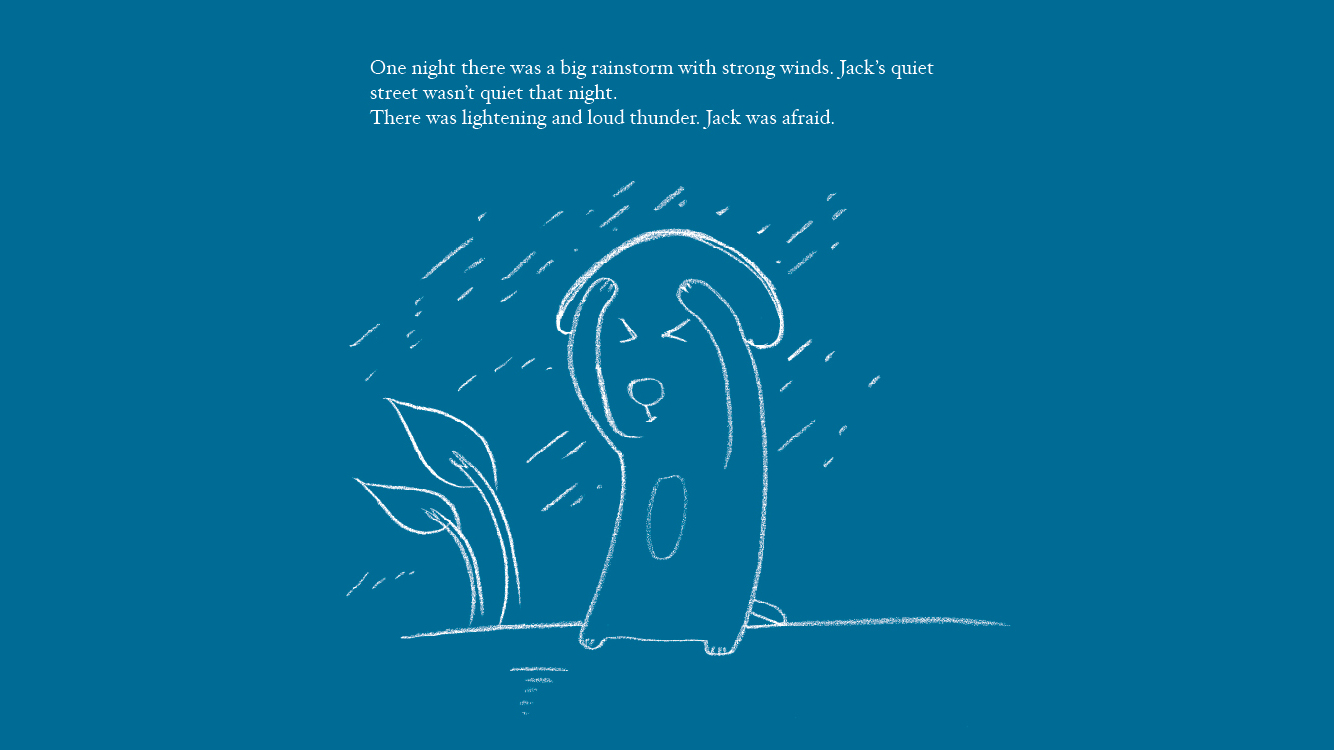 One night there was a big rainstorm with strong winds. Jack’s quiet
street wasn’t quiet that night.
There was lightening and loud thunder. Jack was afraid.